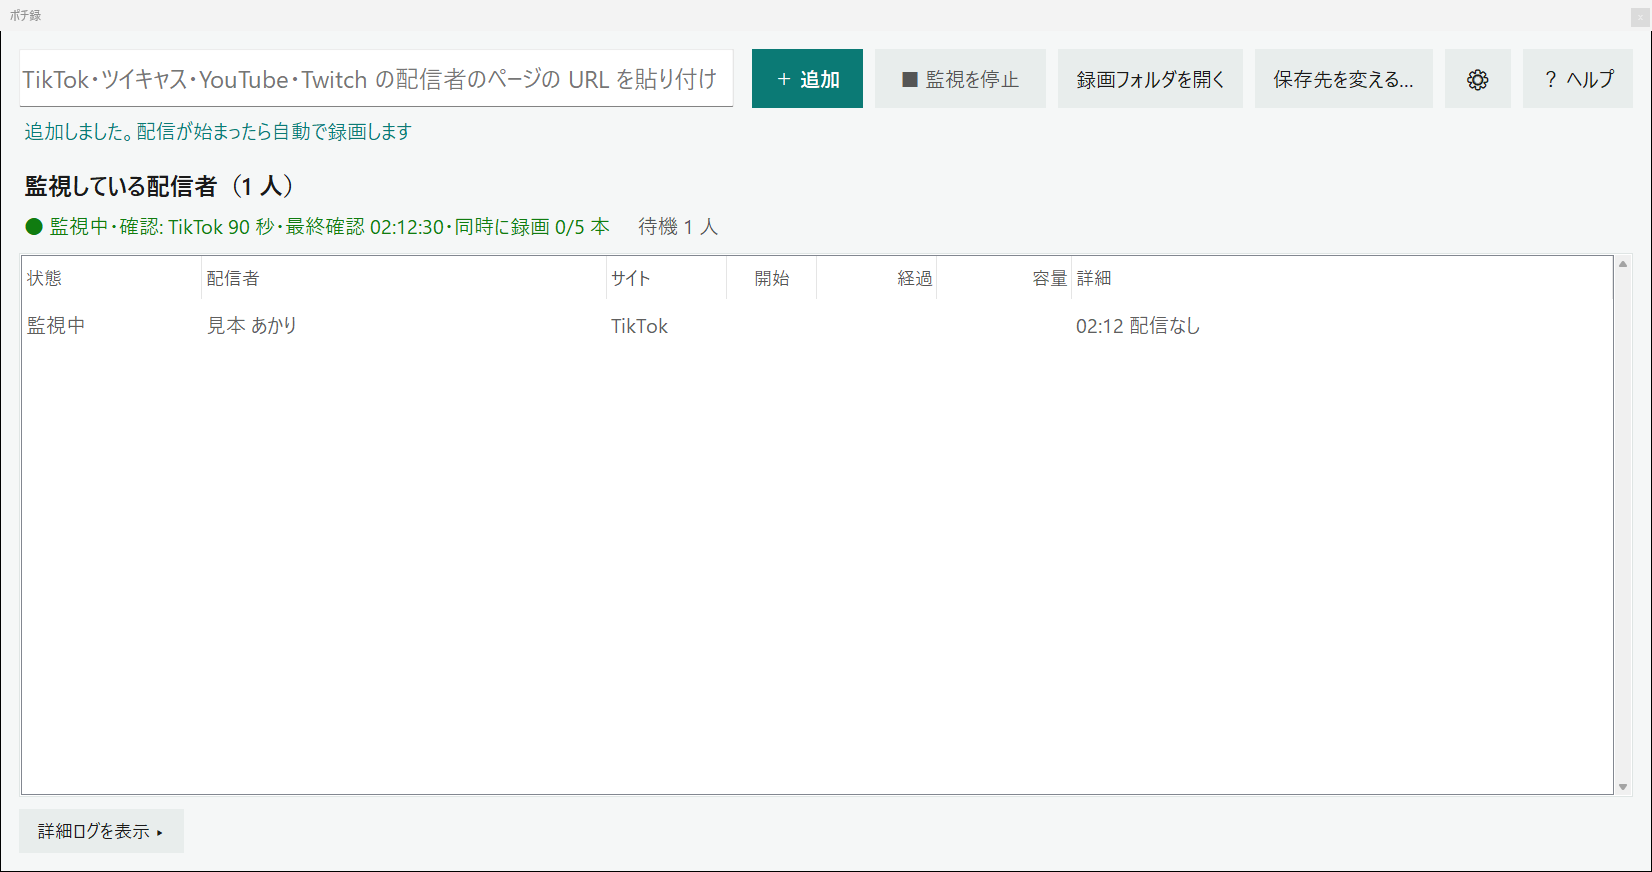 ポチ録
TikTok・ツイキャス・YouTube・Twitch の配信者のページの URL を貼り付け
＋ 追加
■ 監視を停止
録画フォルダを開く
保存先を変える...
? ヘルプ
追加しました。配信が始まったら自動で録画します
監視している配信者（1 人）
● 監視中・確認: TikTok 90 秒・最終確認 02:12:30・同時に録画 0/5 本 待機 1 人
状態 配信者 サイト 開始 経過 容量 詳細
監視中 見本 あかり TikTok 02:12 配信なし
詳細ログを表示 ▸